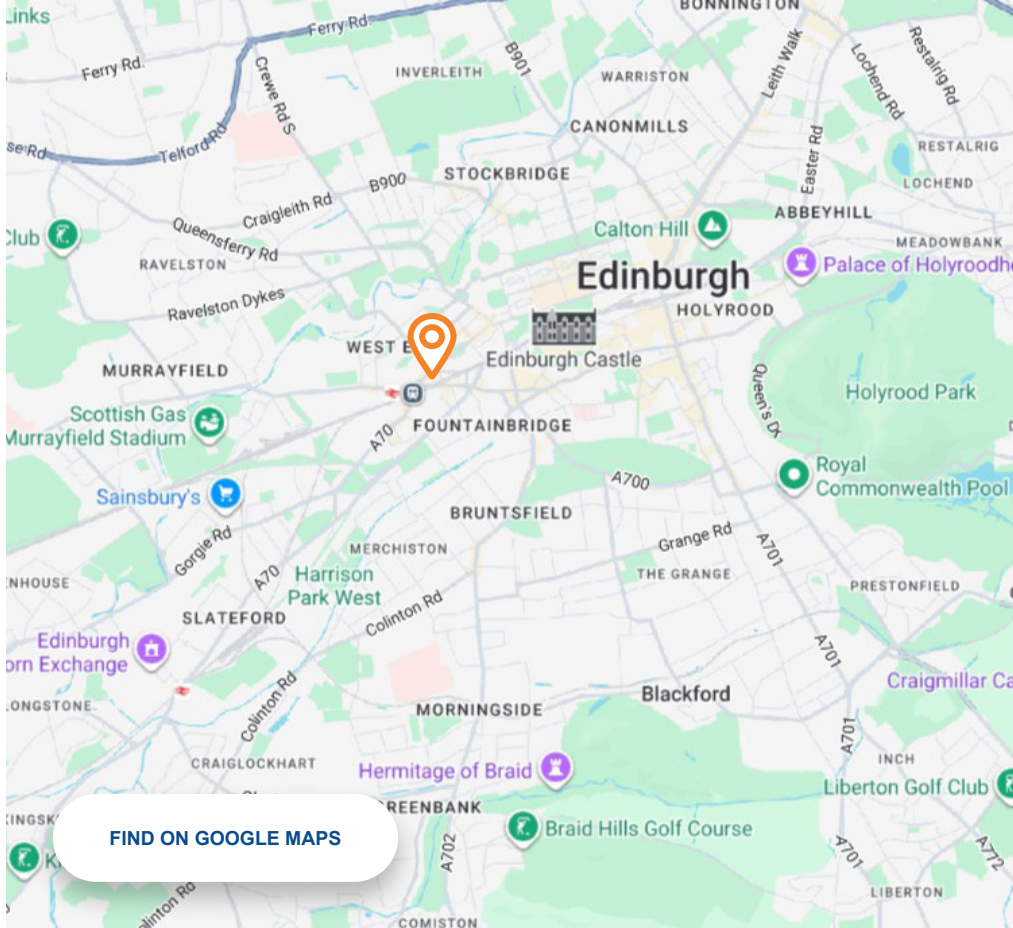 Links
BONNINGTON
Ferry Rd
Ferry Rd.
Crewe Rd S
INVERLEITH
B901
WARRISTON
Leith Walk
Lochend Rd
Restalrig Rd
CANONMILLS
se Rd
Telford Rd
Easter Rd
RESTALRIG
STOCKBRIDGE
B900
LOCHEND
Craigleith Rd
ABBEYHILL
Club
Queensferry Rd
Calton Hill
MEADOWBANK
RAVELSTON
Edinburgh
Palace of Holyroodh
Ravelston Dykes
HOLYROOD
WEST E
Edinburgh Castle
MURRAYFIELD
Queen's Dr
Holyrood Park
Scottish Gas
Murrayfield Stadium
A70
FOUNTAINBRIDGE
Royal
Commonwealth Pool
A700
Sainsbury's
BRUNTSFIELD
Gorgie Rd
MERCHISTON
Grange Rd
A701
ENHOUSE
A70
Harrison
Park West
THE GRANGE
PRESTONFIELD
SLATEFORD
Colinton Rd
Edinburgh
orn Exchange
A701
Craigmillar Ca
Blackford
LONGSTONE
Colinton Rd
MORNINGSIDE
A701
CRAIGLOCKHART
Hermitage of Braid
INCH
Liberton Golf Club
REENBANK
KINGSK
FIND ON GOOGLE MAPS
Braid Hills Golf Course
A702
A701
A772
K
LIBERTON
olinton Rd
COMISTON